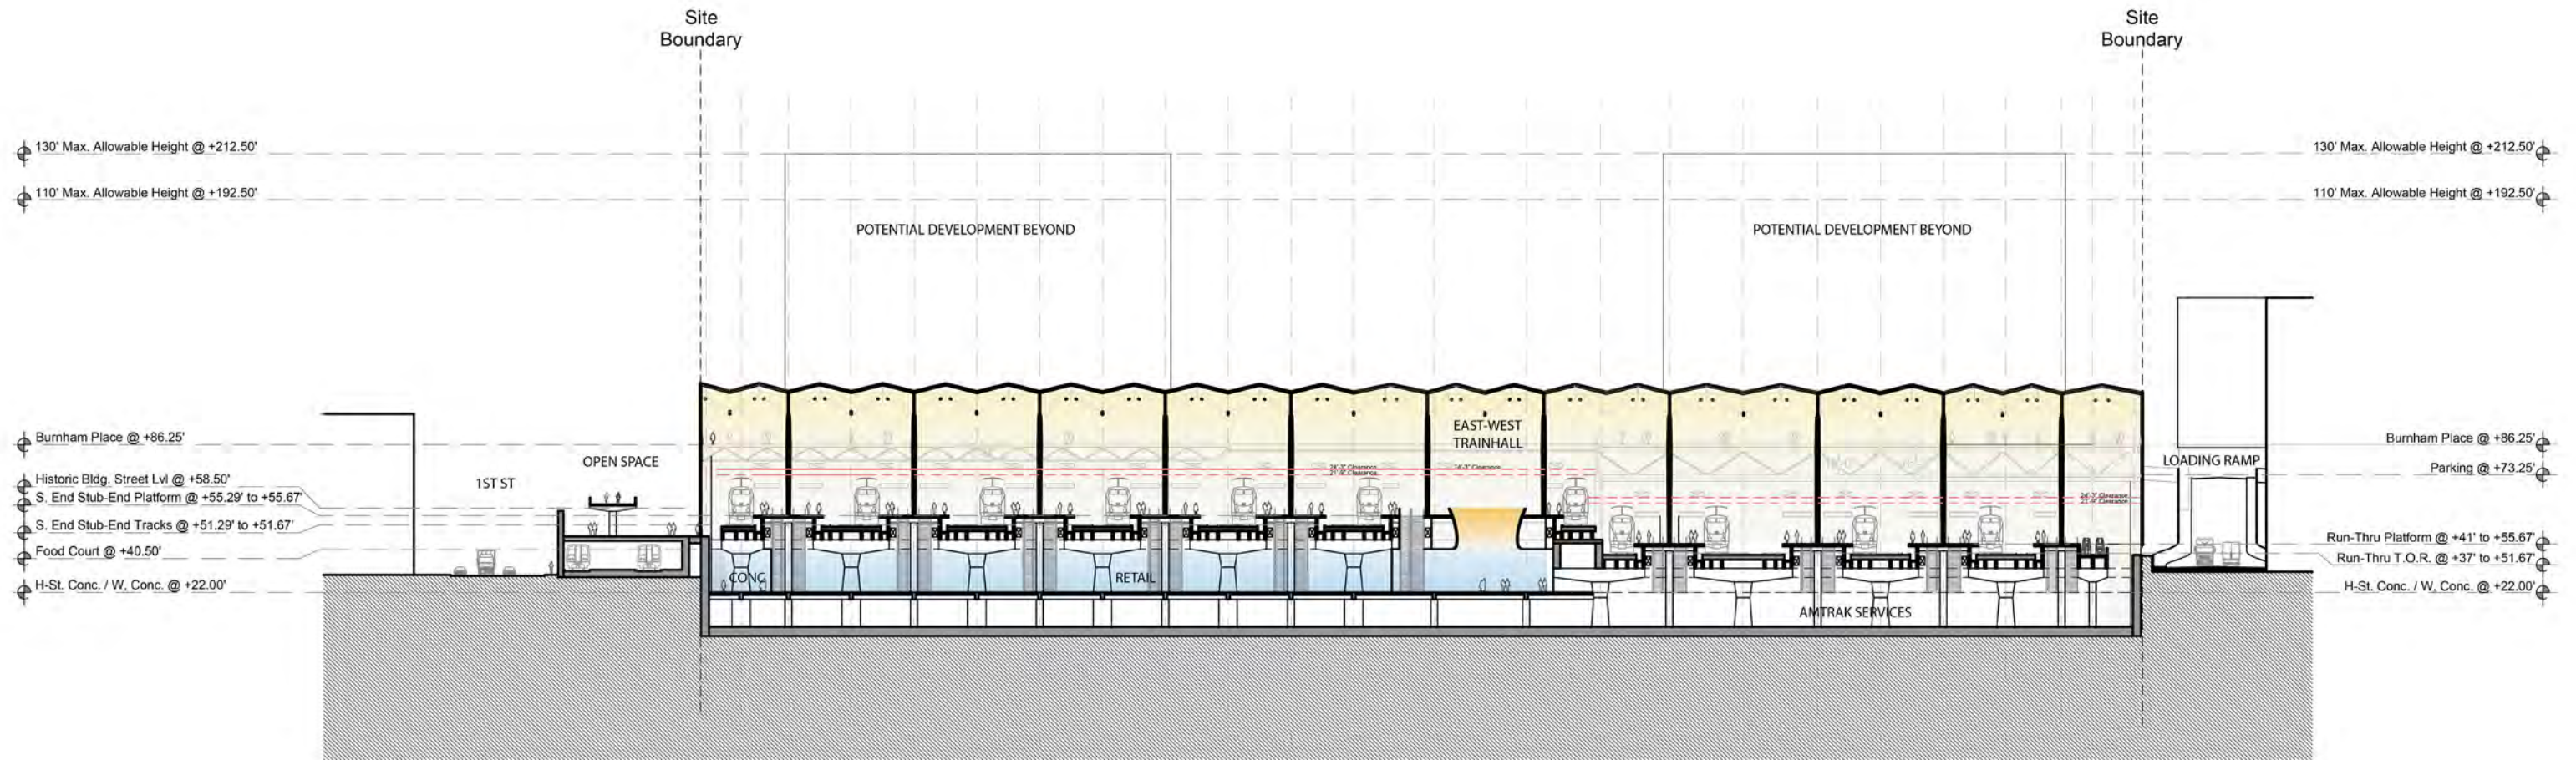 Site
Boundary
Site
Boundary
130' Max. Allowable Height @ +212.50'
130' Max. Allowable Height @ +212.50'
110' Max. Allowable Height @ +192.50'
110' Max. Allowable Height @ +192.50'
POTENTIAL DEVELOPMENT BEYOND
POTENTIAL DEVELOPMENT BEYOND
Burnham Place @ +86.25'
EAST-WEST
TRAINHALL
Burnham Place @ +86.25'
OPEN SPACE
LOADING RAMP
Parking @ +73.25'
Historic Bldg. Street Lvl @ +58.50'
1ST ST
S. End Stub-End Platform @ +55.29' to +55.67'
S. End Stub-End Tracks @ +51.29' to +51.67'
Run-Thru Platform @ +41' to +55.67'
Food Court @ +40.50'
Run-Thru T.O.R. @ +37' to +51.67'
CONC
RETAIL
H-St. Conc. / W. Conc. @ +22.00'
H-St. Conc. / W. Conc. @ +22.00'
AMTRAK SERVICES